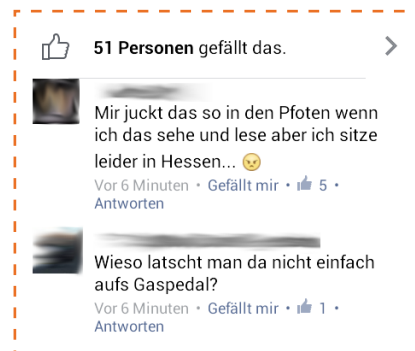 51 Personen gefällt das.
Mir juckt das so in den Pfoten wenn
ich das sehe und lese aber ich sitze
leider in Hessen... 😠
Vor 6 Minuten • Gefällt mir • 5 •
Antworten
Wieso latscht man da nicht einfach
aufs Gaspedal?
Vor 6 Minuten • Gefällt mir • 1 •
Antworten